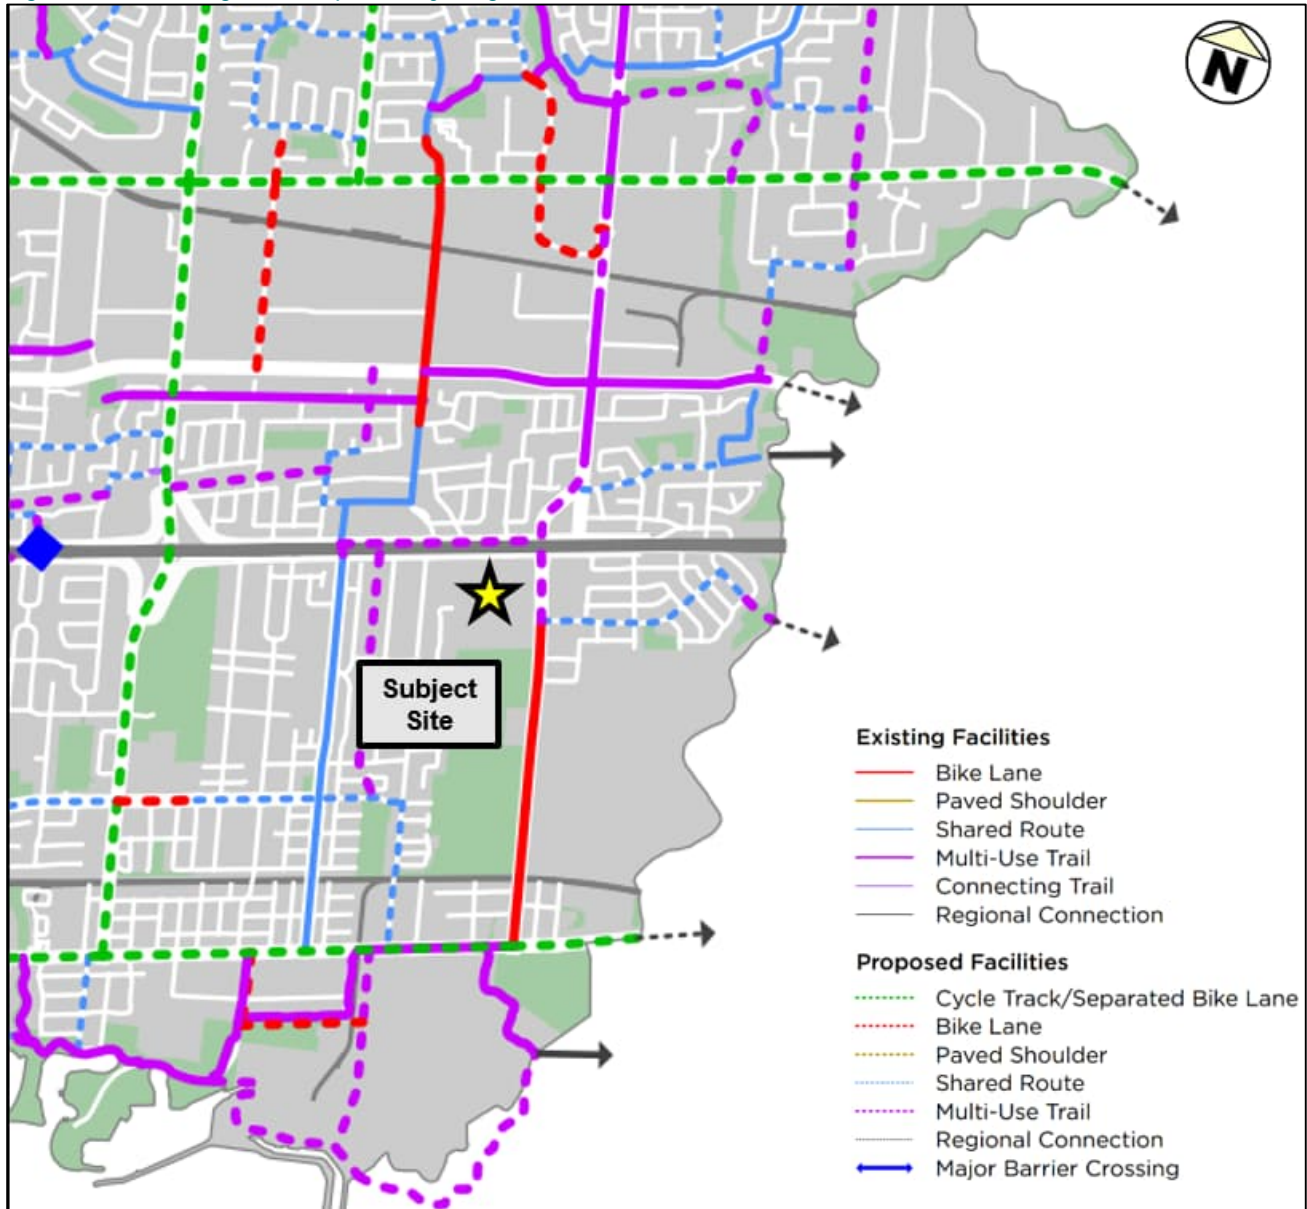 N
Subject
Site
Existing Facilities
Bike Lane
Paved Shoulder
Shared Route
Multi-Use Trail
Connecting Trail
Regional Connection
Proposed Facilities
Cycle Track/Separated Bike Lane
Bike Lane
Paved Shoulder
Shared Route
Multi-Use Trail
Regional Connection
Major Barrier Crossing